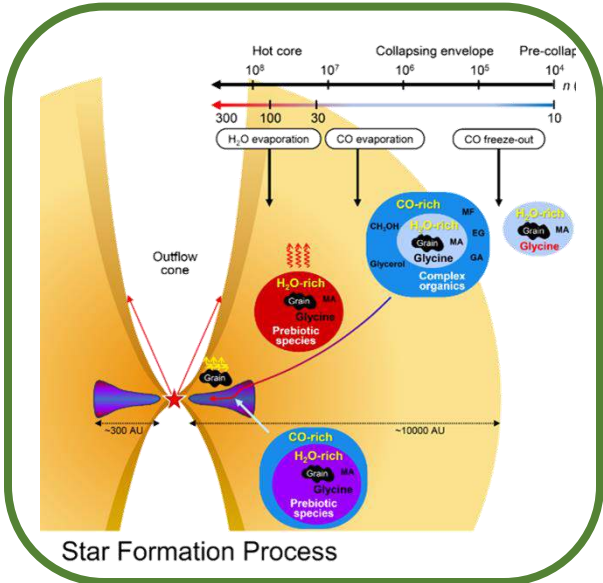 Hot core
Collapsing envelope
Pre-collap
10⁸
10⁷
10⁶
10⁵
10⁴
n (
300
100
30
10
H₂O evaporation
CO evaporation
CO freeze-out
CO-rich
MF
CH₃OH
H₂O-rich
EG
Grain
MA
Glycine
Glycerol
GA
Complex
organics
H₂O-rich
Grain
MA
Glycine
Outflow
cone
H₂O-rich
Grain
MA
Glycine
Prebiotic
species
Grain
~300 AU
~10000 AU
CO-rich
H₂O-rich
Grain
MA
Glycine
Prebiotic
species
Star Formation Process